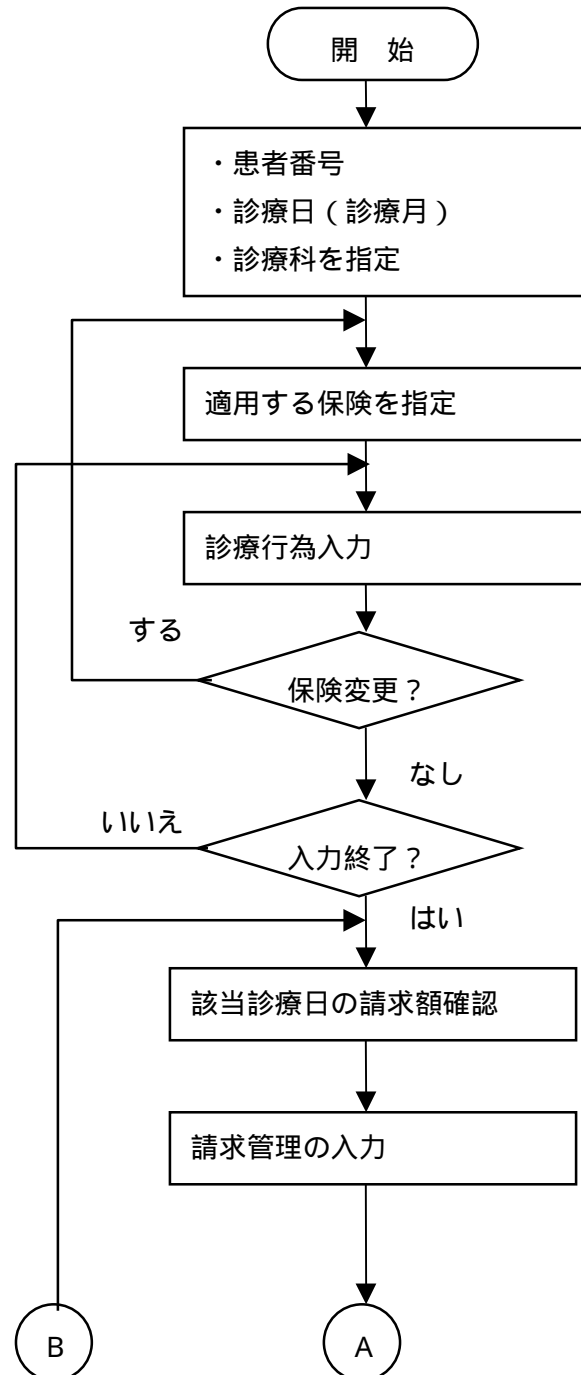 開　始
・患者番号
・診療日（診療月）
・診療科を指定
適用する保険を指定
診療行為入力
する
保険変更？
なし
いいえ
入力終了？
はい
該当診療日の請求額確認
請求管理の入力
B
A